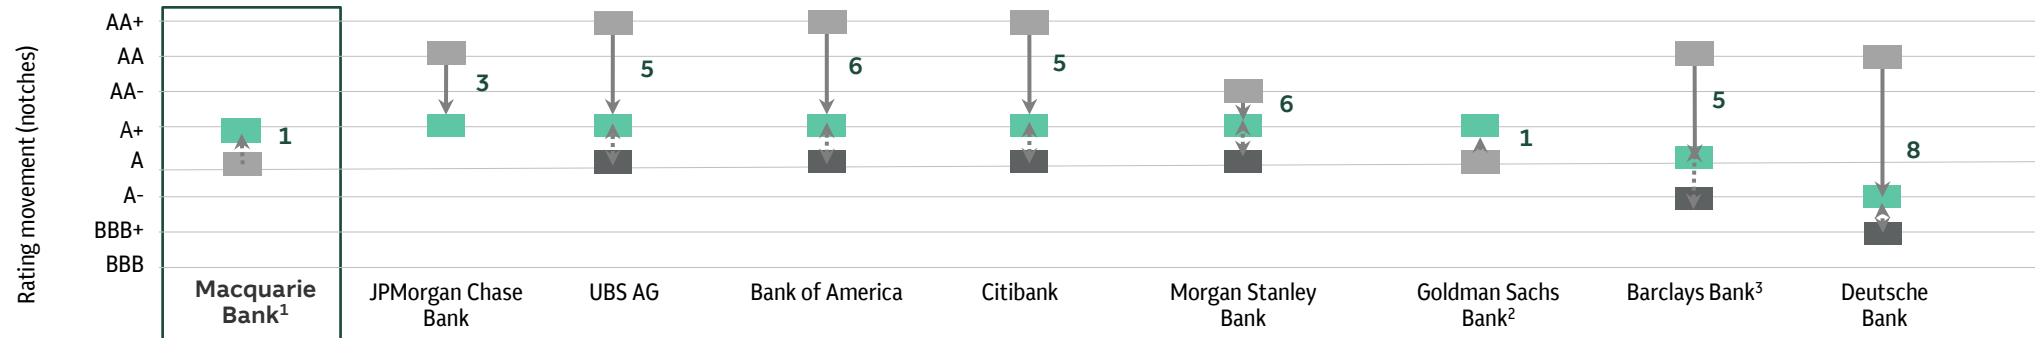 Rating movement (notches)
AA+
AA
AA-
A+
A
A-
BBB+
BBB
1
3
5
6
5
6
1
5
8
Macquarie
Bank¹
JPMorgan Chase
Bank
UBS AG
Bank of America
Citibank
Morgan Stanley
Bank
Goldman Sachs
Bank²
Barclays Bank³
Deutsche
Bank